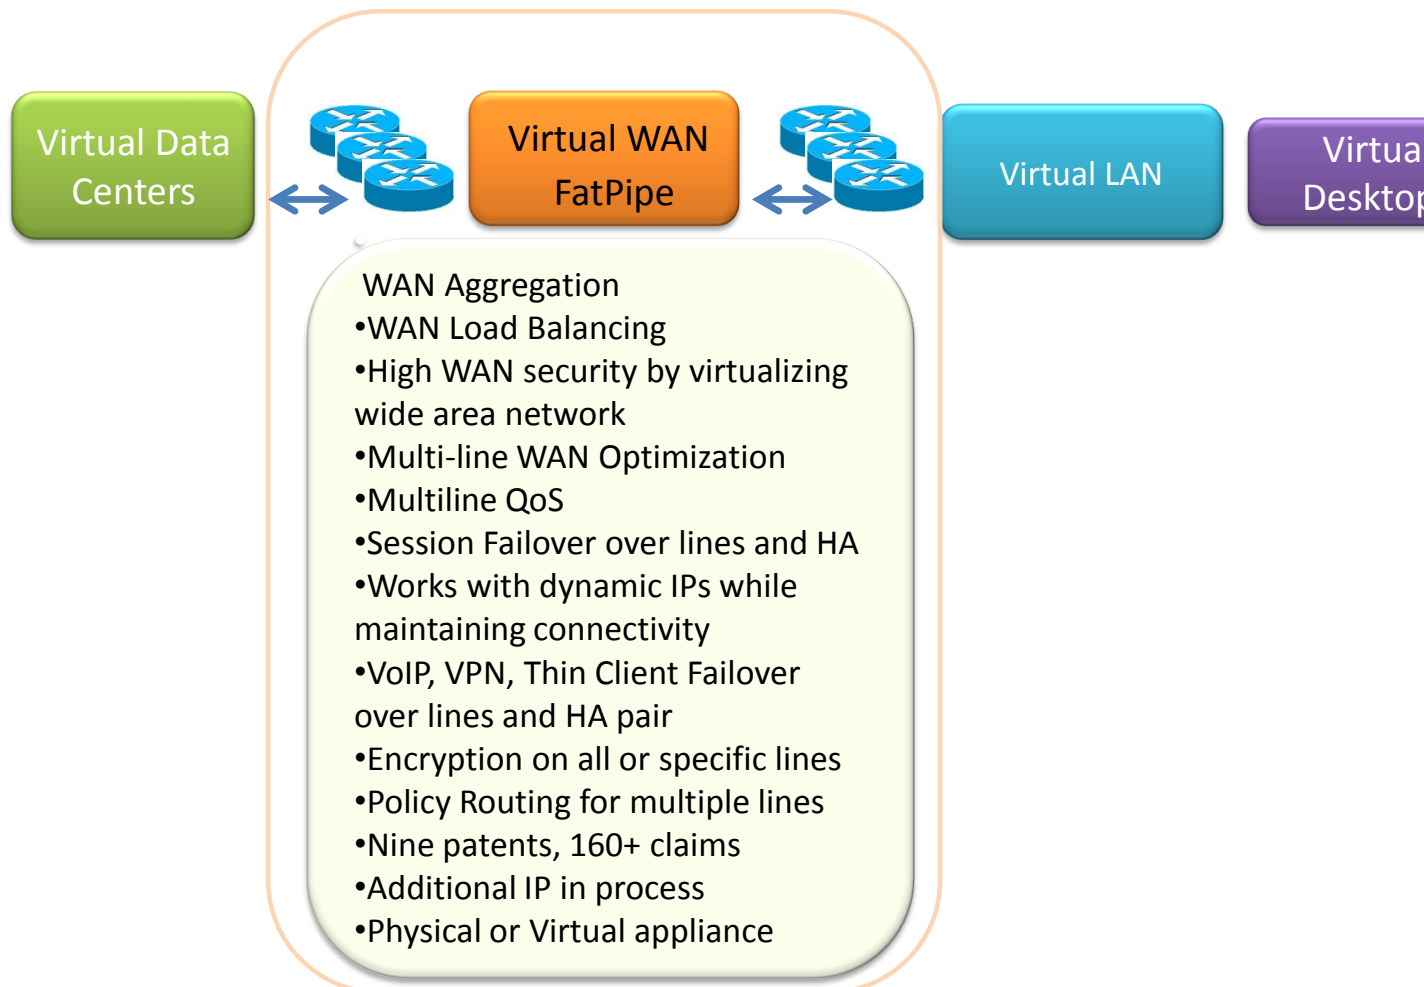 Virtual Data
Centers
Virtual WAN
FatPipe
Virtual LAN
Virtua
Desktop
WAN Aggregation
•WAN Load Balancing
•High WAN security by virtualizing
wide area network
•Multi-line WAN Optimization
•Multiline QoS
•Session Failover over lines and HA
•Works with dynamic IPs while
maintaining connectivity
•VoIP, VPN, Thin Client Failover
over lines and HA pair
•Encryption on all or specific lines
•Policy Routing for multiple lines
•Nine patents, 160+ claims
•Additional IP in process
•Physical or Virtual appliance